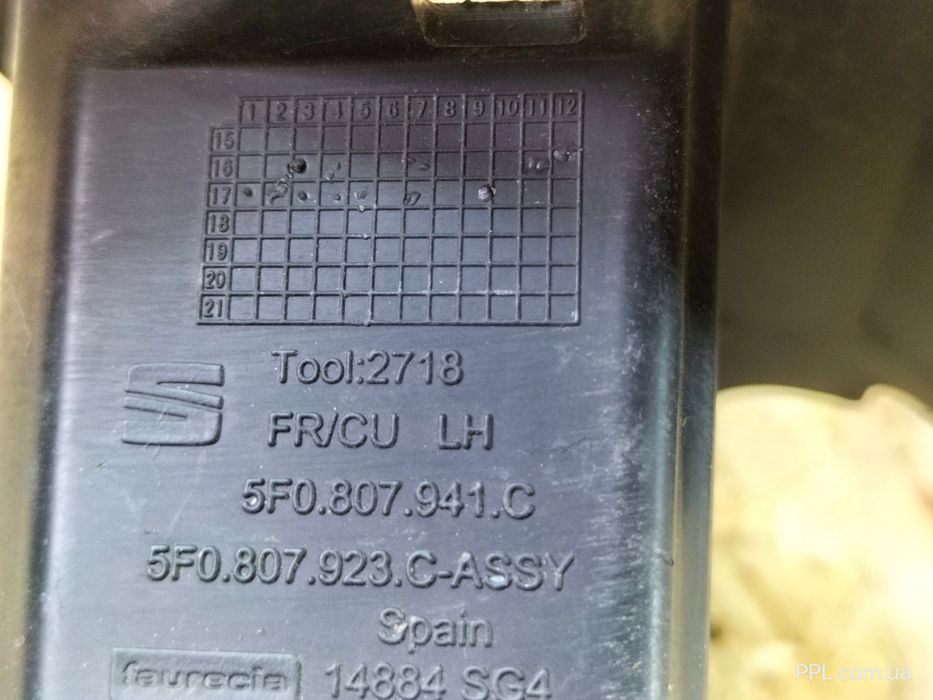 1 2 3 4 5 6 7 8 9 10 11 12
15
16
17
18
19
20
21
Tool:2718
FR/CU LH
5F0.807.941.C
5F0.807.923.C-ASSY
Spain
faurecia 14884 SG4
PPL.com.ua